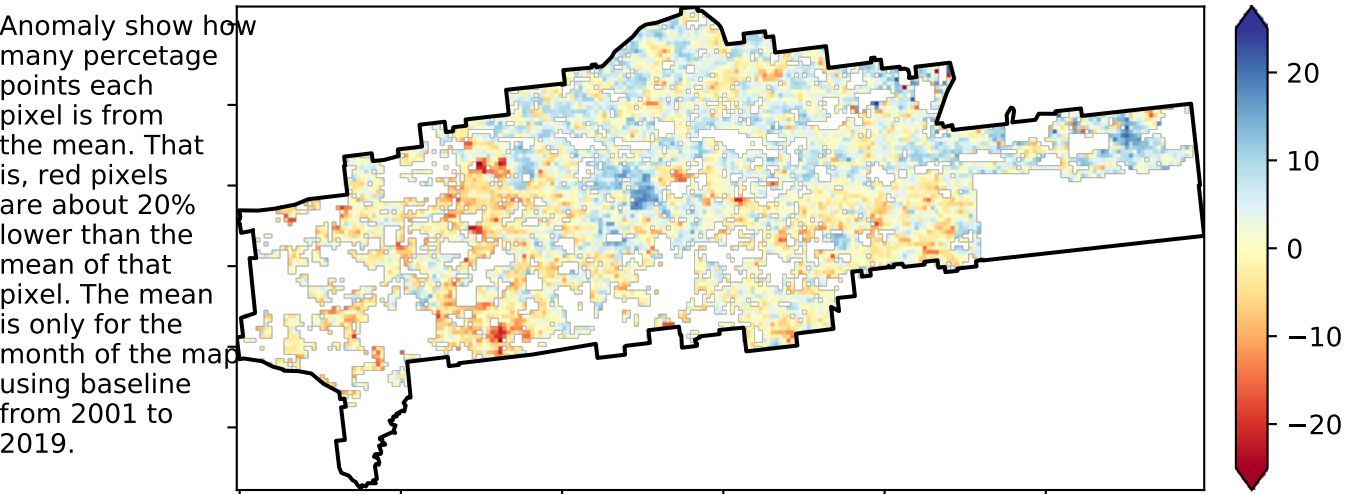 Anomaly show how
many percetage
points each
pixel is from
the mean. That
is, red pixels
are about 20%
lower than the
mean of that
pixel. The mean
is only for the
month of the map
using baseline
from 2001 to
2019.
20
10
0
−10
−20